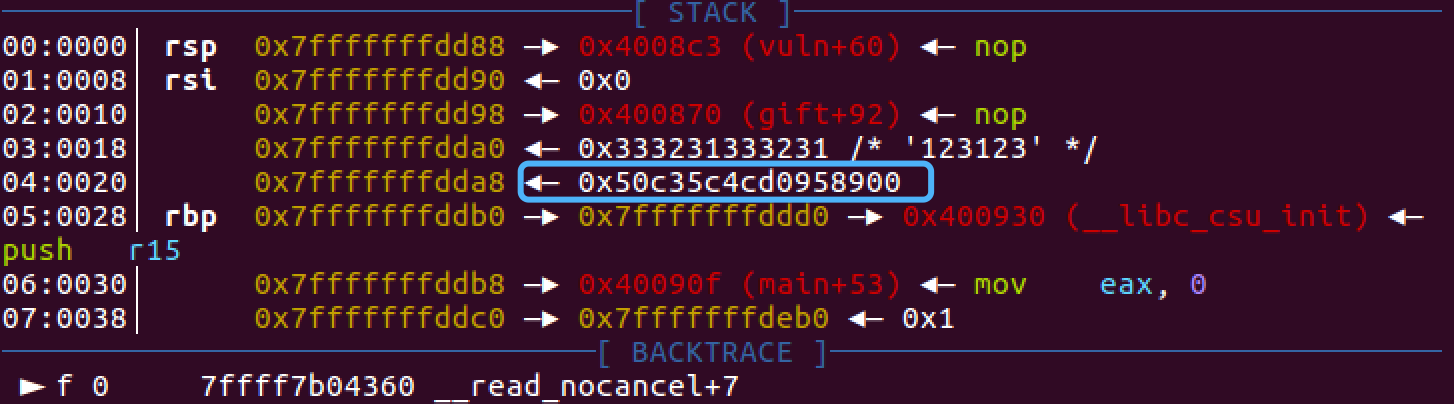 [ STACK ]
00:0000│ rsp 0x7fffffffdd88 —▸ 0x4008c3 (vuln+60) ◂— nop
01:0008│ rsi 0x7fffffffdd90 ◂— 0x0
02:0010│ 0x7fffffffdd98 —▸ 0x400870 (gift+92) ◂— nop
03:0018│ 0x7fffffffdda0 ◂— 0x333231333231 /* '123123' */
04:0020│ 0x7fffffffdda8 ◂— 0x50c35c4cd0958900
05:0028│ rbp 0x7fffffffddb0 —▸ 0x7fffffffddd0 —▸ 0x400930 (__libc_csu_init) ◂—
push r15
06:0030│ 0x7fffffffddb8 —▸ 0x40090f (main+53) ◂— mov eax, 0
07:0038│ 0x7fffffffddc0 —▸ 0x7fffffffdeb0 ◂— 0x1
[ BACKTRACE ]
► f 0 7ffff7b04360 __read_nocancel+7